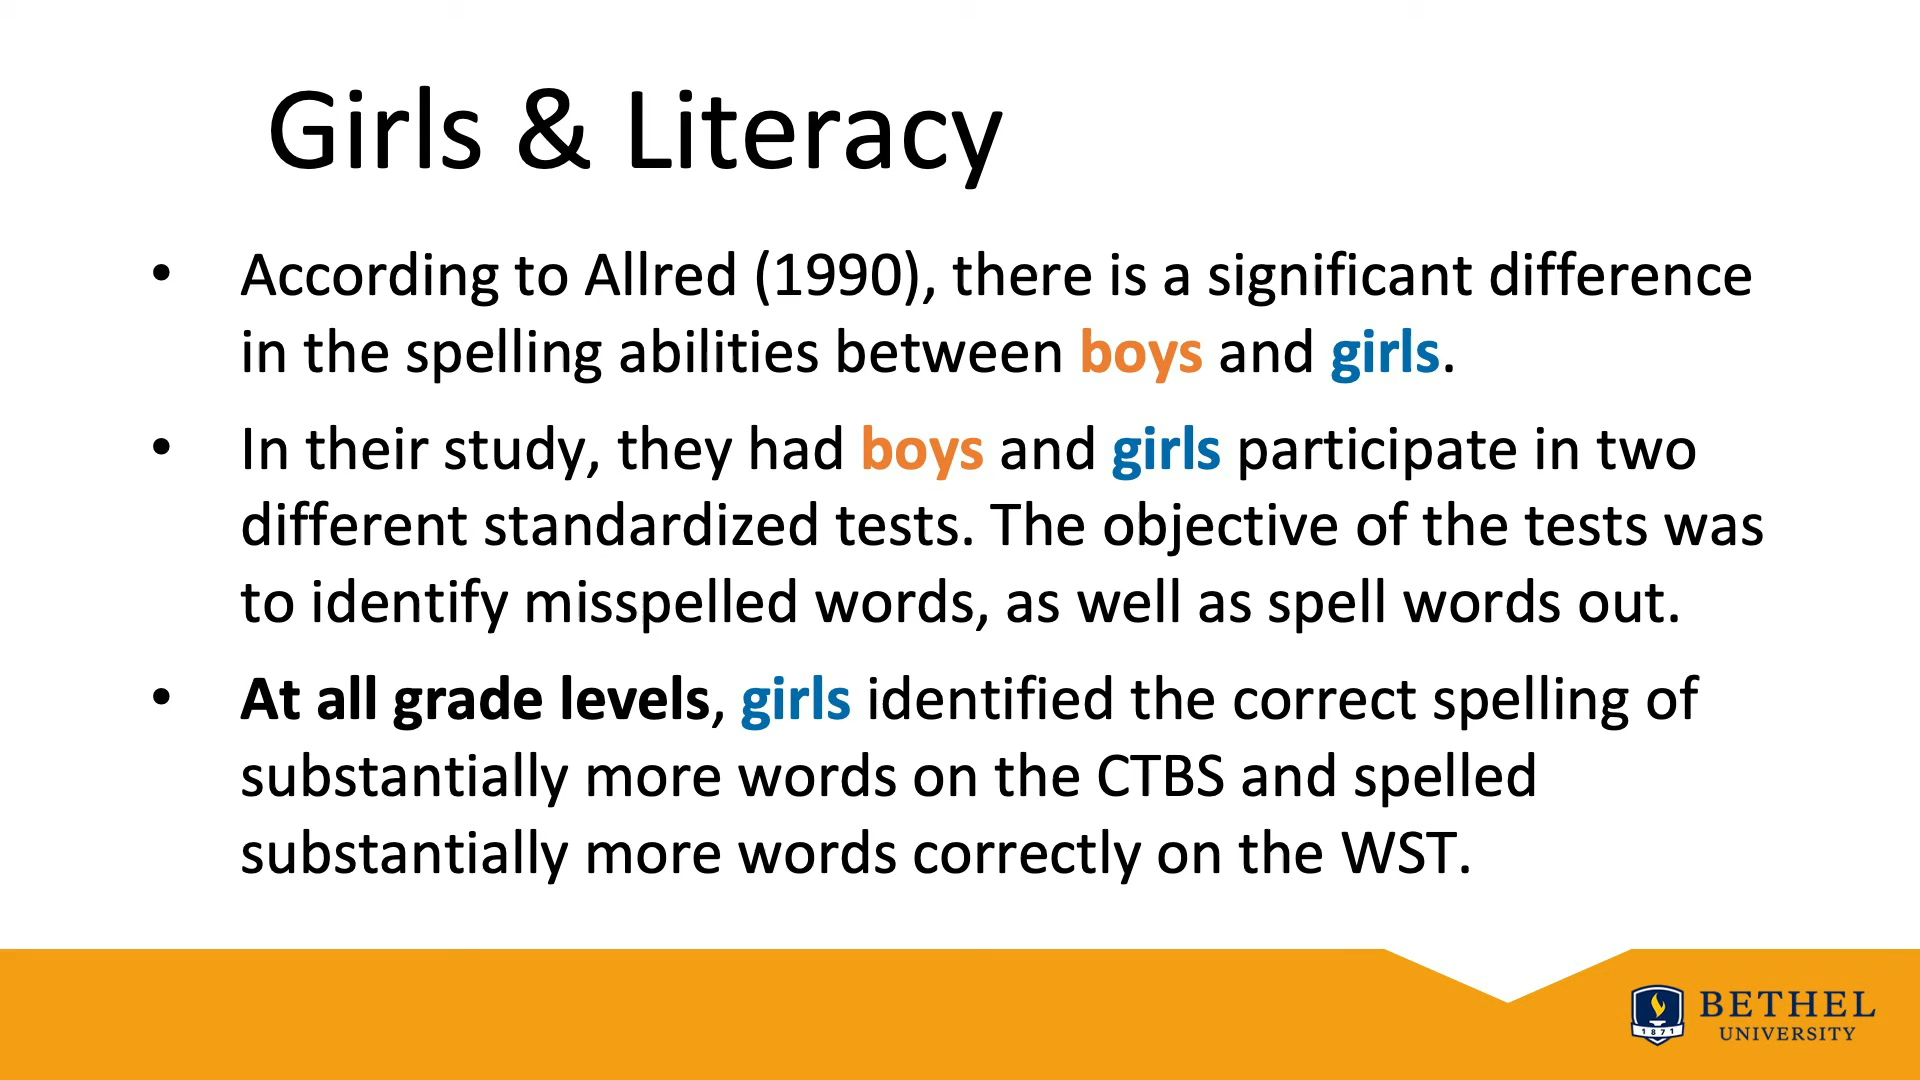 Girls & Literacy
• According to Allred (1990), there is a significant difference
in the spelling abilities between boys and girls.
• In their study, they had boys and girls participate in two
different standardized tests. The objective of the tests was
to identify misspelled words, as well as spell words out.
• At all grade levels, girls identified the correct spelling of
substantially more words on the CTBS and spelled
substantially more words correctly on the WST.
1871
BETHEL
UNIVERSITY